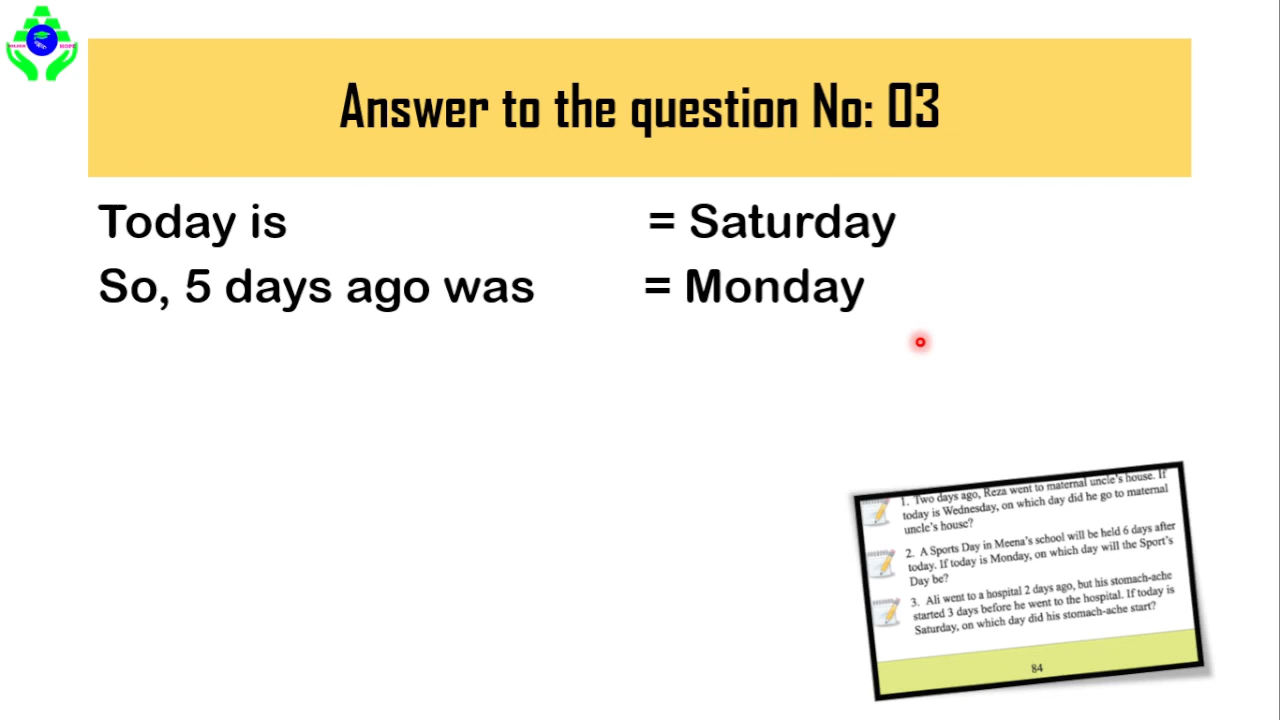 Answer to the question No: 03
Today is = Saturday
So, 5 days ago was = Monday
1. Two days ago, Reza went to maternal uncle's house. If
today is Wednesday, on which day did he go to maternal
uncle's house?
2. A Sports Day in Meena's school will be held 6 days after
today. If today is Monday, on which day will the Sport's
Day be?
3. Ali went to a hospital 2 days ago, but his stomach-ache
started 3 days before he went to the hospital. If today is
Saturday, on which day did his stomach-ache start?
84
HOPE